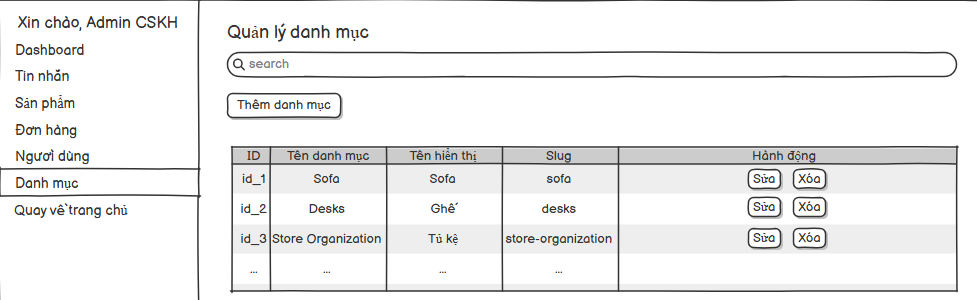 Xin chào, Admin CSKH
Dashboard
Tin nhắn
Sản phẩm
Đơn hàng
Người dùng
Danh mục
Quay về trang chủ
Quản lý danh mục
search
Thêm danh mục
ID Tên danh mục Tên hiển thị Slug Hành động
id_1 Sofa Sofa sofa Sửa Xóa
id_2 Desks Ghế desks Sửa Xóa
id_3 Store Organization Tủ kệ store-organization Sửa Xóa
... ... ...